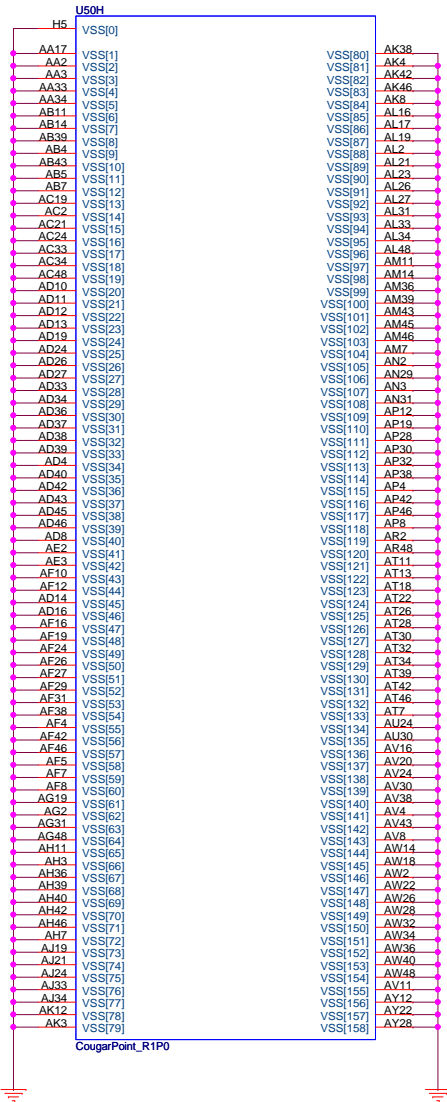 U50H
H5 VSS[0]
AA17 VSS[1] VSS[80] AK38
AA2 VSS[2] VSS[81] AK4
AA3 VSS[3] VSS[82] AK42
AA33 VSS[4] VSS[83] AK46
AA34 VSS[5] VSS[84] AK8
AB11 VSS[6] VSS[85] AL16
AB14 VSS[7] VSS[86] AL17
AB39 VSS[8] VSS[87] AL19
AB4 VSS[9] VSS[88] AL2
AB43 VSS[10] VSS[89] AL21
AB5 VSS[11] VSS[90] AL23
AB7 VSS[12] VSS[91] AL26
AC19 VSS[13] VSS[92] AL27
AC2 VSS[14] VSS[93] AL31
AC21 VSS[15] VSS[94] AL33
AC24 VSS[16] VSS[95] AL34
AC33 VSS[17] VSS[96] AL48
AC34 VSS[18] VSS[97] AM11
AC48 VSS[19] VSS[98] AM14
AD10 VSS[20] VSS[99] AM36
AD11 VSS[21] VSS[100] AM39
AD12 VSS[22] VSS[101] AM43
AD13 VSS[23] VSS[102] AM45
AD19 VSS[24] VSS[103] AM46
AD24 VSS[25] VSS[104] AM7
AD26 VSS[26] VSS[105] AN2
AD27 VSS[27] VSS[106] AN29
AD33 VSS[28] VSS[107] AN3
AD34 VSS[29] VSS[108] AN31
AD36 VSS[30] VSS[109] AP12
AD37 VSS[31] VSS[110] AP19
AD38 VSS[32] VSS[111] AP28
AD39 VSS[33] VSS[112] AP30
AD4 VSS[34] VSS[113] AP32
AD40 VSS[35] VSS[114] AP38
AD42 VSS[36] VSS[115] AP4
AD43 VSS[37] VSS[116] AP42
AD45 VSS[38] VSS[117] AP46
AD46 VSS[39] VSS[118] AP8
AD8 VSS[40] VSS[119] AR2
AE2 VSS[41] VSS[120] AR48
AE3 VSS[42] VSS[121] AT11
AF10 VSS[43] VSS[122] AT13
AF12 VSS[44] VSS[123] AT18
AD14 VSS[45] VSS[124] AT22
AD16 VSS[46] VSS[125] AT26
AF16 VSS[47] VSS[126] AT28
AF19 VSS[48] VSS[127] AT30
AF24 VSS[49] VSS[128] AT32
AF26 VSS[50] VSS[129] AT34
AF27 VSS[51] VSS[130] AT39
AF29 VSS[52] VSS[131] AT42
AF31 VSS[53] VSS[132] AT46
AF38 VSS[54] VSS[133] AT7
AF4 VSS[55] VSS[134] AU24
AF42 VSS[56] VSS[135] AU30
AF46 VSS[57] VSS[136] AV16
AF5 VSS[58] VSS[137] AV20
AF7 VSS[59] VSS[138] AV24
AF8 VSS[60] VSS[139] AV30
AG19 VSS[61] VSS[140] AV38
AG2 VSS[62] VSS[141] AV4
AG31 VSS[63] VSS[142] AV43
AG48 VSS[64] VSS[143] AV8
AH11 VSS[65] VSS[144] AW14
AH3 VSS[66] VSS[145] AW18
AH36 VSS[67] VSS[146] AW2
AH39 VSS[68] VSS[147] AW22
AH40 VSS[69] VSS[148] AW26
AH42 VSS[70] VSS[149] AW28
AH46 VSS[71] VSS[150] AW32
AH7 VSS[72] VSS[151] AW34
AJ19 VSS[73] VSS[152] AW36
AJ21 VSS[74] VSS[153] AW40
AJ24 VSS[75] VSS[154] AW48
AJ33 VSS[76] VSS[155] AV11
AJ34 VSS[77] VSS[156] AY12
AK12 VSS[78] VSS[157] AY22
AK3 VSS[79] VSS[158] AY28
CougarPoint_R1P0